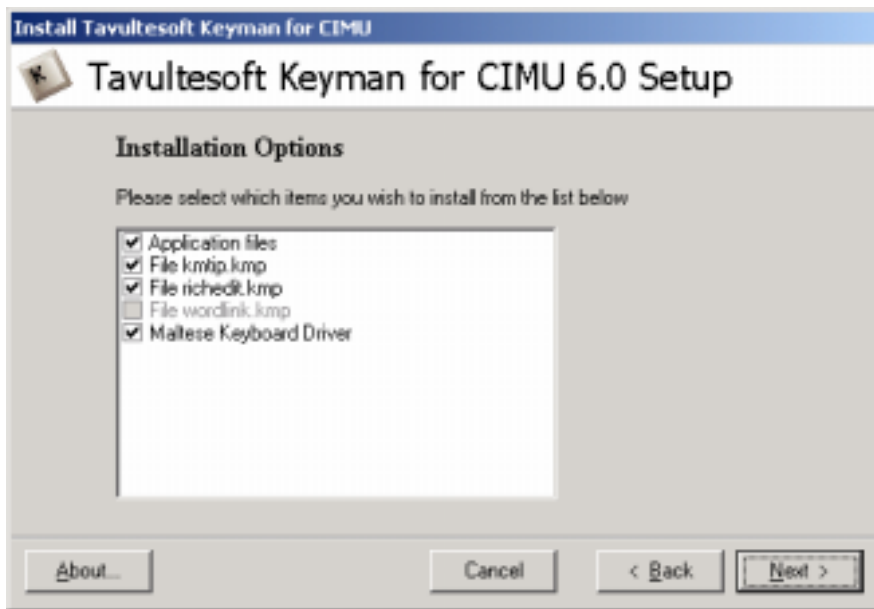 Install Tavultesoft Keyman for CIMU
K
Tavultesoft Keyman for CIMU 6.0 Setup
Installation Options
Please select which items you wish to install from the list below
Application files
File kmtip.kmp
File richedit.kmp
File wordlink.kmp
Maltese Keyboard Driver
About...
Cancel
< Back
Next >